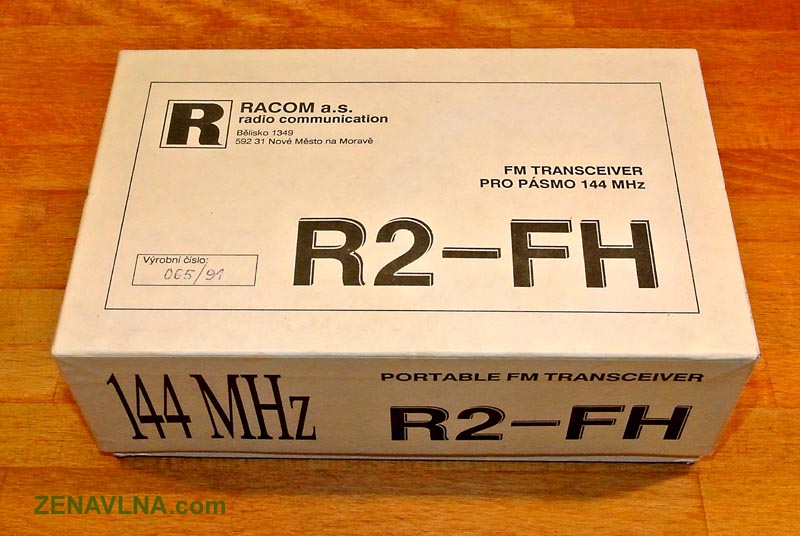 R
RACOM a.s.
radio communication
Bělisko 1349
592 31 Nové Město na Moravě
FM TRANSCEIVER
PRO PÁSMO 144 MHz
R2-FH
Výrobní číslo:
065/91
144 MHz
PORTABLE FM TRANSCEIVER
R2-FH
ZENAVLNA.com